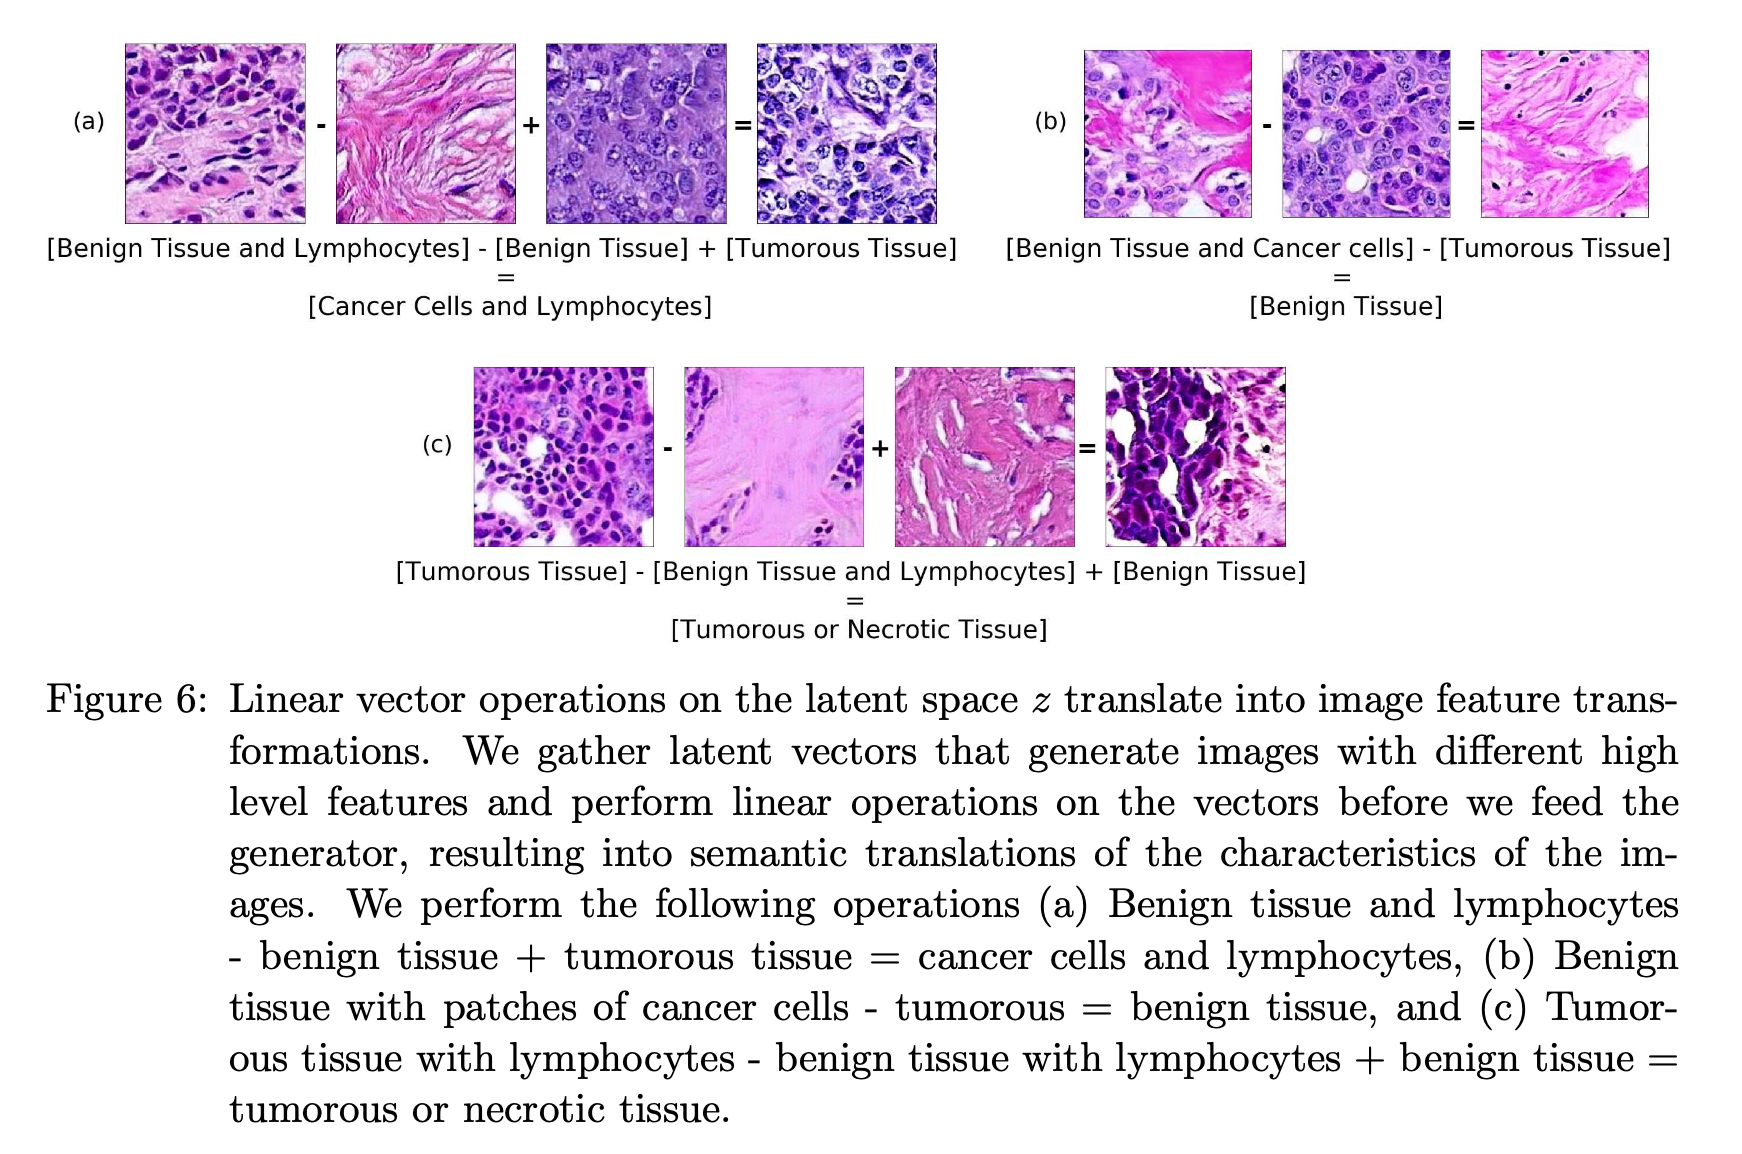 (a) - + =
[Benign Tissue and Lymphocytes] - [Benign Tissue] + [Tumorous Tissue]
=
[Cancer Cells and Lymphocytes]
(b) - =
[Benign Tissue and Cancer cells] - [Tumorous Tissue]
=
[Benign Tissue]
(c) - + =
[Tumorous Tissue] - [Benign Tissue and Lymphocytes] + [Benign Tissue]
=
[Tumorous or Necrotic Tissue]
Figure 6: Linear vector operations on the latent space z translate into image feature trans-
formations. We gather latent vectors that generate images with different high
level features and perform linear operations on the vectors before we feed the
generator, resulting into semantic translations of the characteristics of the im-
ages. We perform the following operations (a) Benign tissue and lymphocytes
- benign tissue + tumorous tissue = cancer cells and lymphocytes, (b) Benign
tissue with patches of cancer cells - tumorous = benign tissue, and (c) Tumor-
ous tissue with lymphocytes - benign tissue with lymphocytes + benign tissue =
tumorous or necrotic tissue.